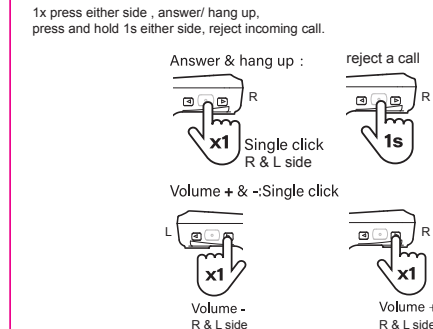 1x press either side , answer/ hang up,
press and hold 1s either side, reject incoming call.
Answer & hang up :
reject a call
R
R
x1
1s
Single click
R & L side
Volume + & -:Single click
L
R
x1
x1
Volume -
R & L side
Volume +
R & L side